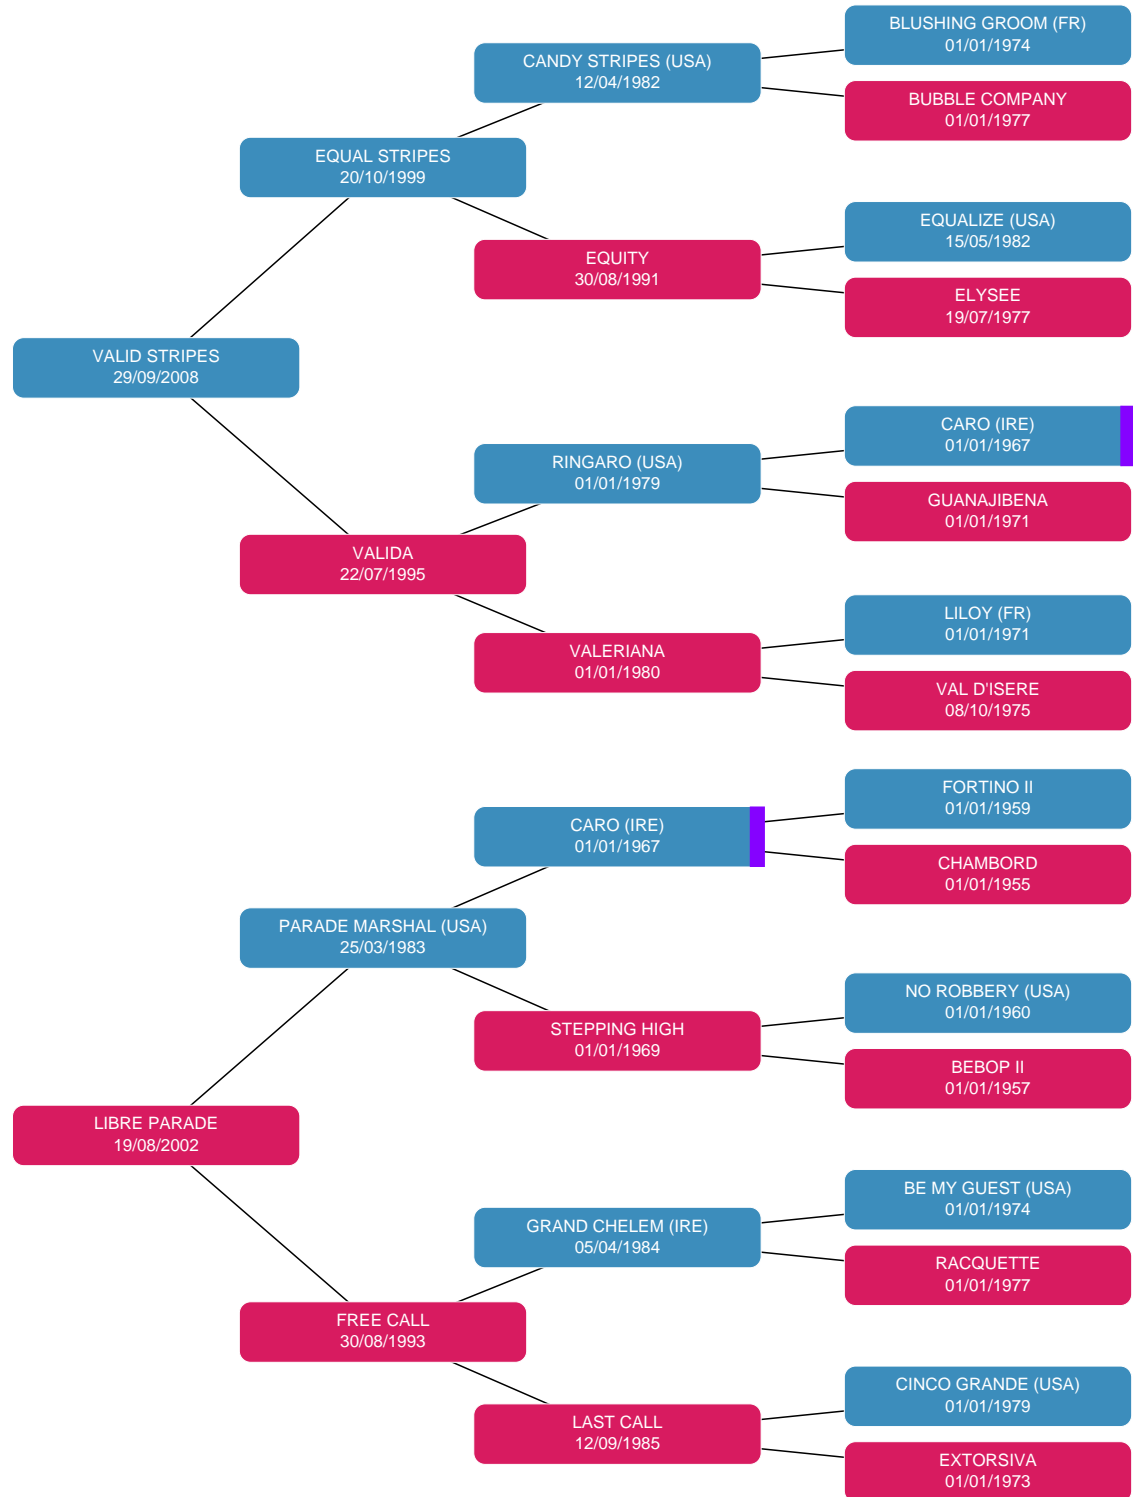 BLUSHING GROOM (FR)
01/01/1974
CANDY STRIPES (USA)
12/04/1982
BUBBLE COMPANY
01/01/1977
EQUAL STRIPES
20/10/1999
EQUALIZE (USA)
15/05/1982
EQUITY
30/08/1991
ELYSEE
19/07/1977
VALID STRIPES
29/09/2008
CARO (IRE)
01/01/1967
RINGARO (USA)
01/01/1979
GUANAJIBENA
01/01/1971
VALIDA
22/07/1995
LILOY (FR)
01/01/1971
VALERIANA
01/01/1980
VAL D'ISERE
08/10/1975
FORTINO II
01/01/1959
CARO (IRE)
01/01/1967
CHAMBORD
01/01/1955
PARADE MARSHAL (USA)
25/03/1983
NO ROBBERY (USA)
01/01/1960
STEPPING HIGH
01/01/1969
BEBOP II
01/01/1957
LIBRE PARADE
19/08/2002
BE MY GUEST (USA)
01/01/1974
GRAND CHELEM (IRE)
05/04/1984
RACQUETTE
01/01/1977
FREE CALL
30/08/1993
CINCO GRANDE (USA)
01/01/1979
LAST CALL
12/09/1985
EXTORSIVA
01/01/1973